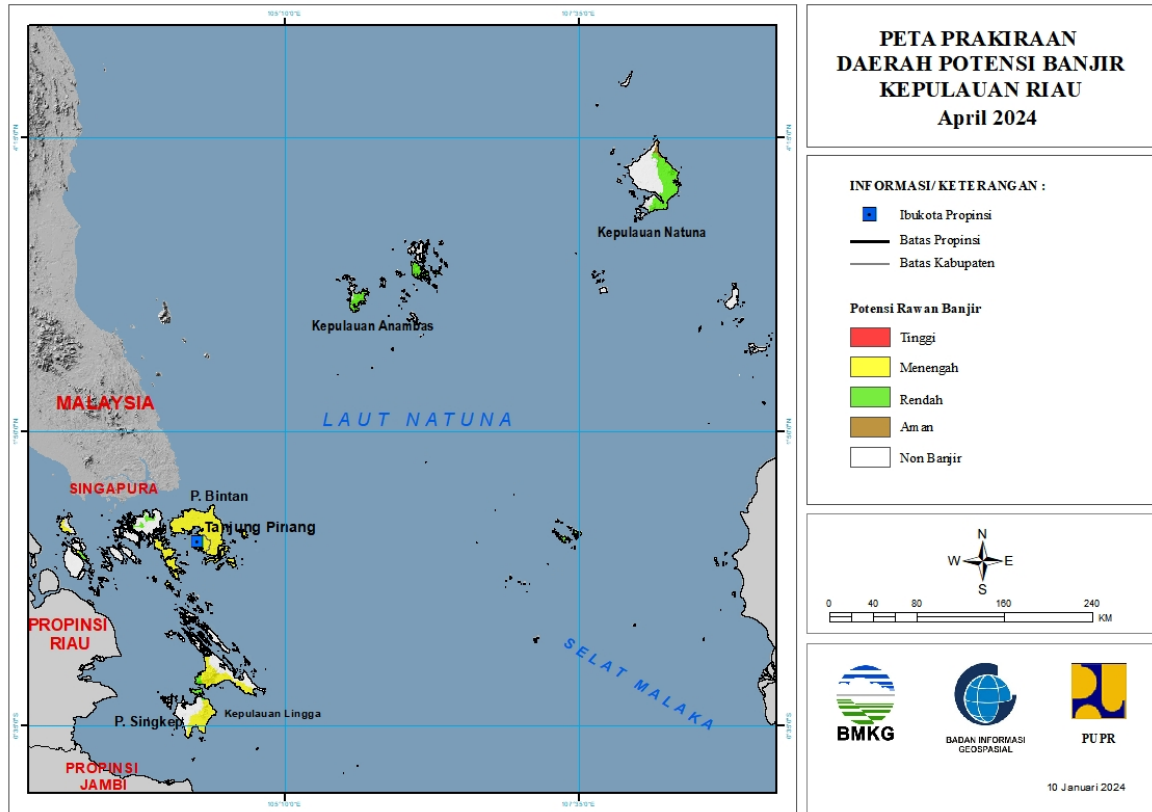 PETA PRAKIRAAN
DAERAH POTENSI BANJIR
KEPULAUAN RIAU
April 2024
INFORMASI/ KETERANGAN :
Ibukota Propinsi
Batas Propinsi
Batas Kabupaten
Potensi Rawan Banjir
Tinggi
Menengah
Rendah
Aman
Non Banjir
N
W E
S
0 40 80 160 240
KM
BMKG
BADAN INFORMASI
GEOSPASIAL
PUPR
10 Januari 2024
Kepulauan Natuna
Kepulauan Anambas
MALAYSIA
LAUT NATUNA
SINGAPURA
P. Bintan
Tanjung Pinang
PROPINSI
RIAU
SELAT MALAKA
Kepulauan Lingga
P. Singkep
PROPINSI
JAMBI